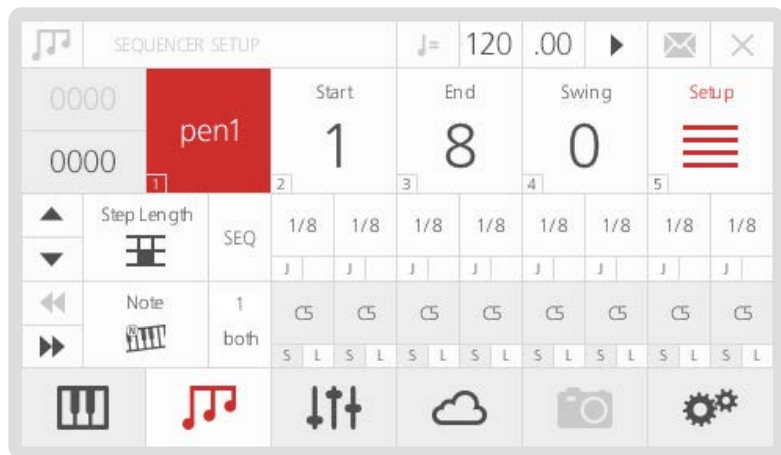 SEQUENCER SETUP ♩= 120 .00
0000 pen1 Start End Swing Setup
0000 1 8 0
1 2 3 4 5
Step Length SEQ 1/8 1/8 1/8 1/8 1/8 1/8 1/8 1/8
J J J J J J J J
Note 1 C5 C5 C5 C5 C5 C5 C5 C5
N both
S L S L S L S L S L S L S L S L